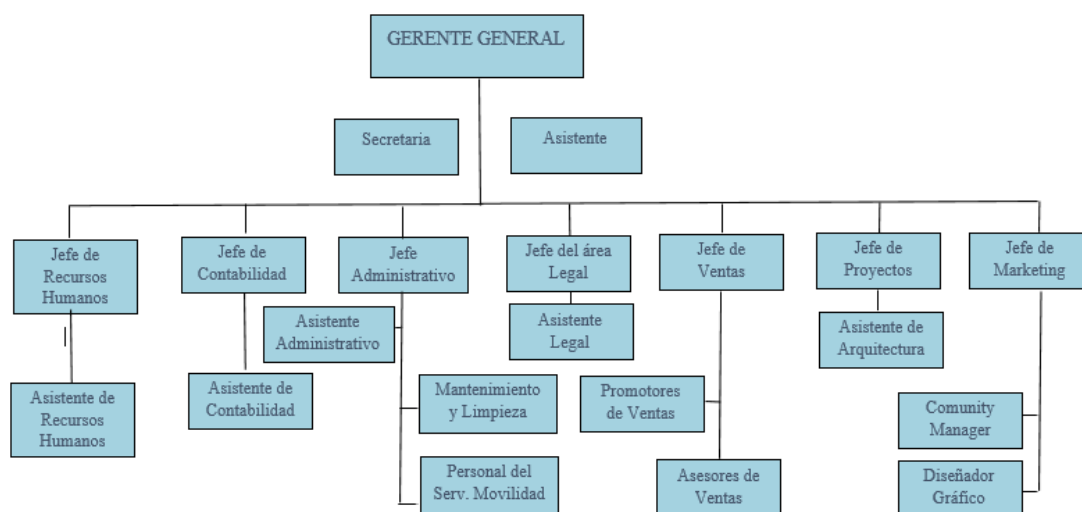 GERENTE GENERAL
Secretaria
Asistente
Jefe de
Recursos
Humanos
Jefe de
Contabilidad
Jefe
Administrativo
Jefe del área
Legal
Jefe de
Ventas
Jefe de
Proyectos
Jefe de
Marketing
Asistente
Administrativo
Asistente
Legal
Asistente de
Arquitectura
Asistente de
Recursos
Humanos
Asistente de
Contabilidad
Mantenimiento
y Limpieza
Promotores
de Ventas
Comunity
Manager
Personal del
Serv. Movilidad
Asesores de
Ventas
Diseñador
Gráfico